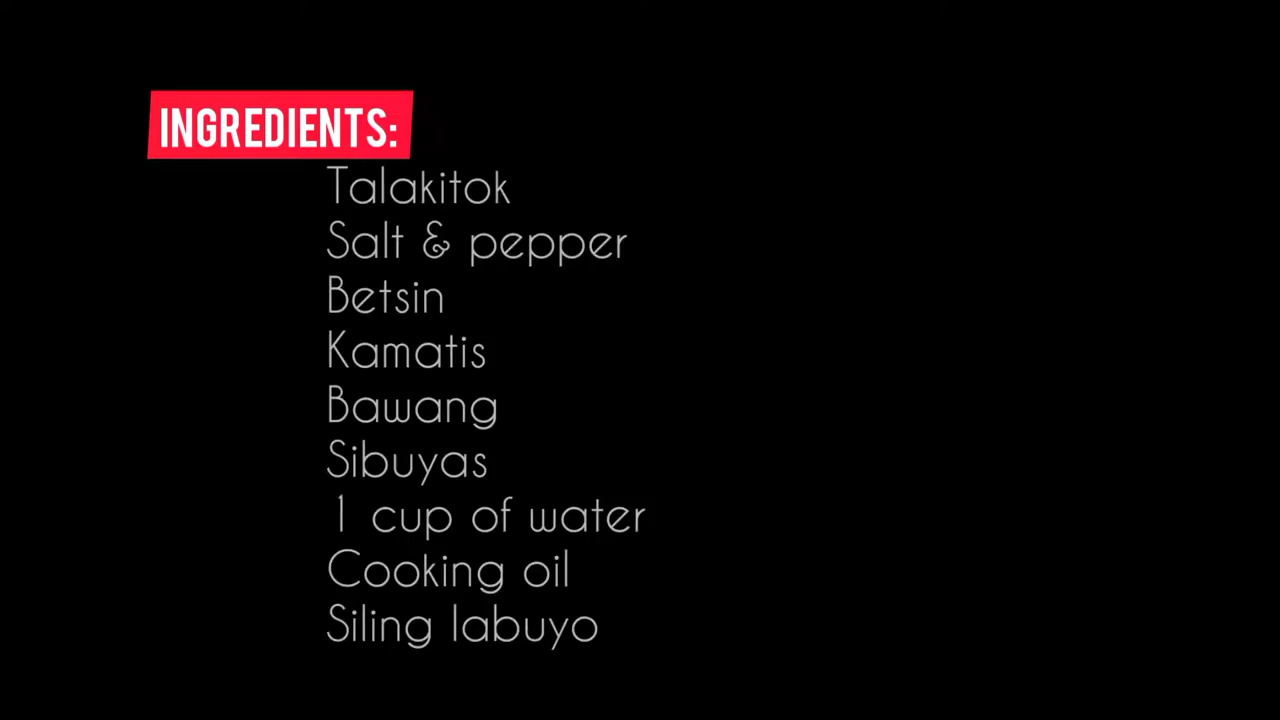 INGREDIENTS:
Talakitok
Salt & pepper
Betsin
Kamatis
Bawang
Sibuyas
1 cup of water
Cooking oil
Siling labuyo